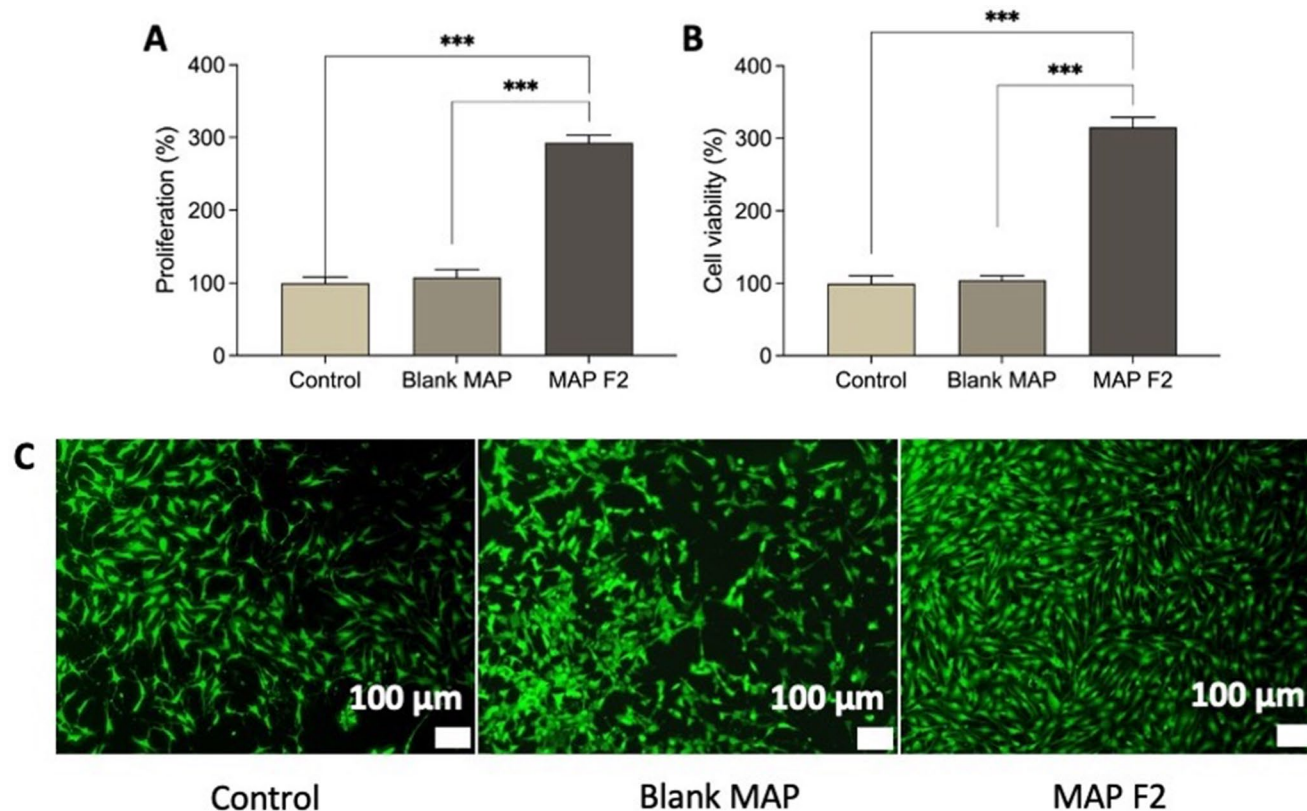 A
Proliferation (%)
400
300
200
100
0
***
***
Control
Blank MAP
MAP F2
B
Cell viability (%)
400
300
200
100
0
***
***
Control
Blank MAP
MAP F2
C
100 µm
100 µm
100 µm
Control
Blank MAP
MAP F2